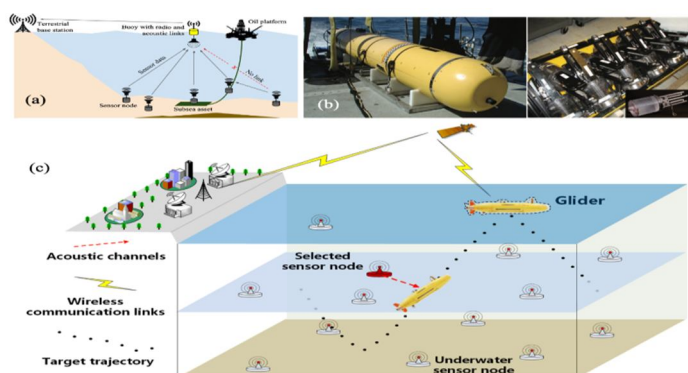 Terrestrial
base station
Buoy with radio and
acoustic links
Oil platform
Sensor data
No link
(a)
Sensor node
Subsea asset
(b)
(c)
Glider
Acoustic channels
Selected
sensor node
Wireless
communication links
Target trajectory
Underwater
sensor node